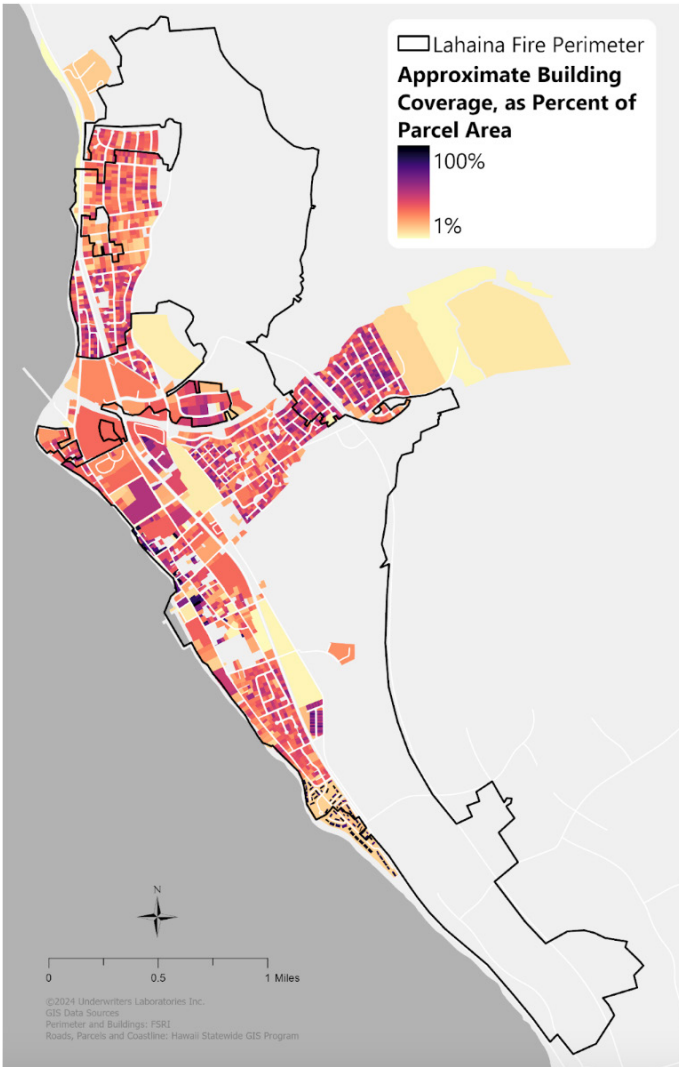 Lahaina Fire Perimeter
Approximate Building
Coverage, as Percent of
Parcel Area
100%
1%
N
0 0.5 1 Miles
©2024 Underwriters Laboratories Inc.
GIS Data Sources
Perimeter and Buildings: FSRI
Roads, Parcels and Coastline: Hawaii Statewide GIS Program